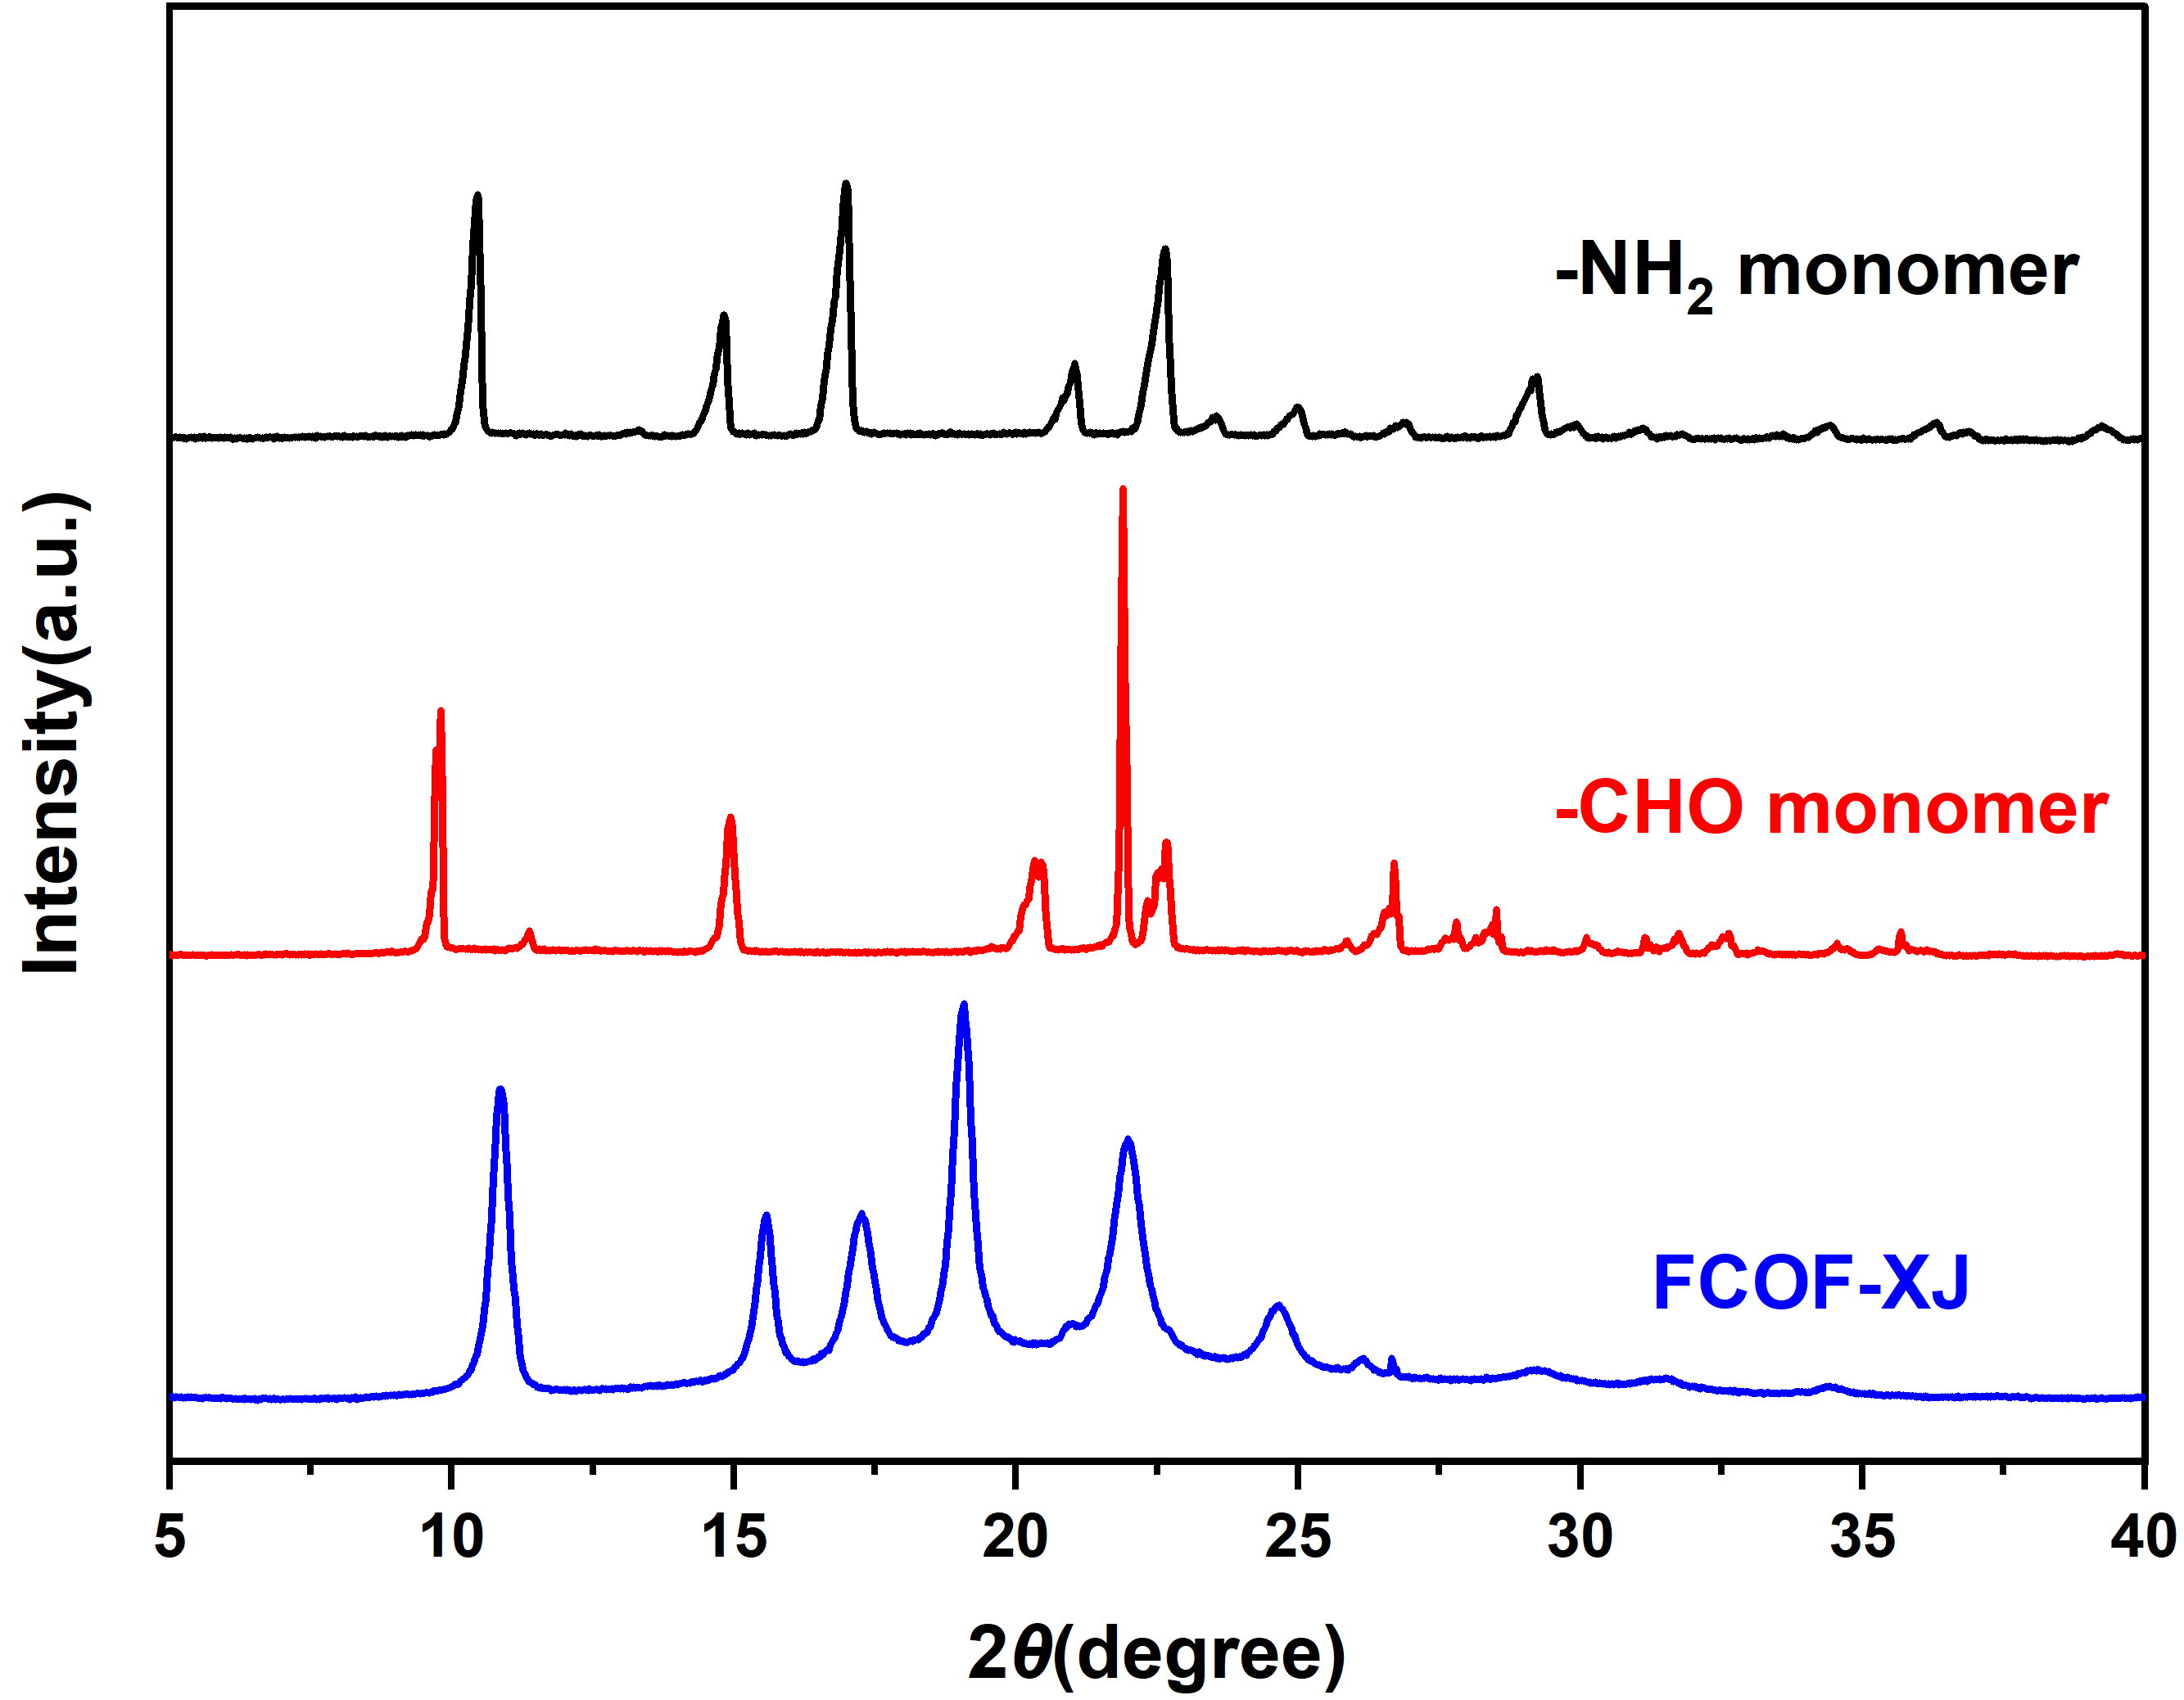 -NH₂ monomer
-CHO monomer
FCOF-XJ
Intensity(a.u.)
5 10 15 20 25 30 35 40
2θ(degree)